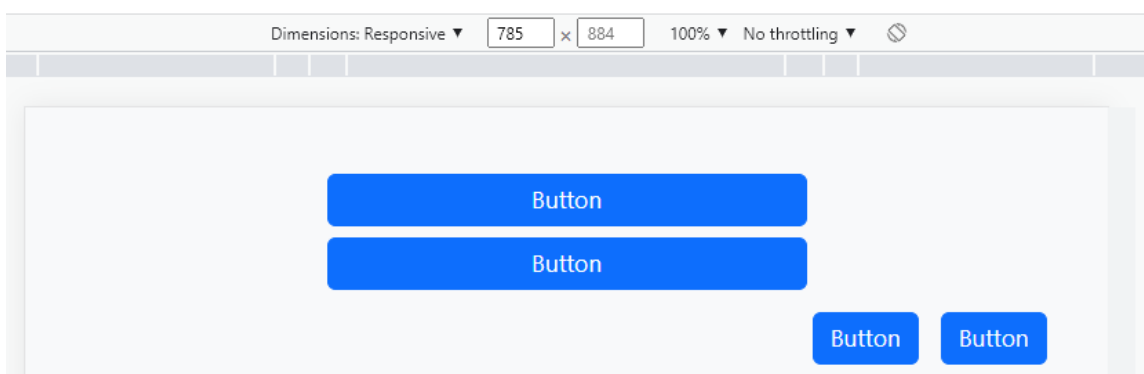 Dimensions: Responsive ▼ 785 × 884 100% ▼ No throttling ▼
Button
Button
Button Button